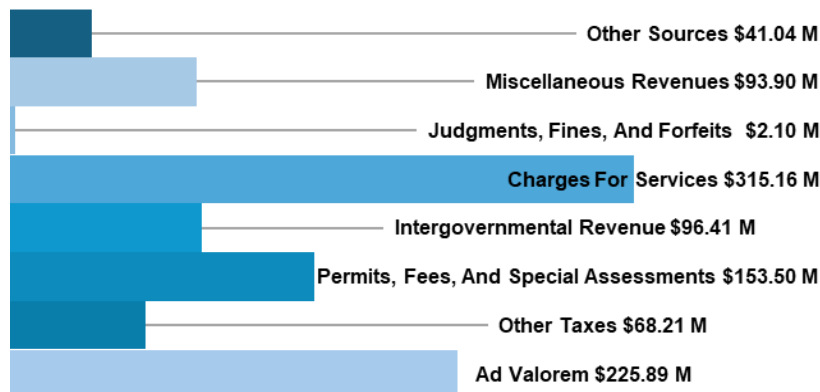 Other Sources $41.04 M
Miscellaneous Revenues $93.90 M
Judgments, Fines, And Forfeits $2.10 M
Charges For Services $315.16 M
Intergovernmental Revenue $96.41 M
Permits, Fees, And Special Assessments $153.50 M
Other Taxes $68.21 M
Ad Valorem $225.89 M